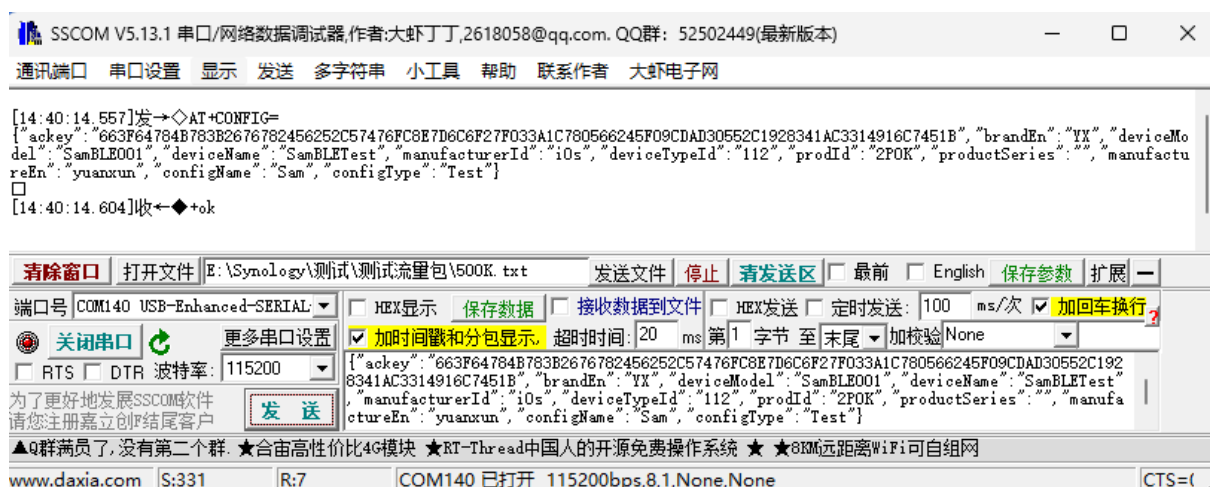 SSCOM V5.13.1 串口/网络数据调试器,作者:大虾丁丁,2618058@qq.com. QQ群: 52502449(最新版本)
通讯端口 串口设置 显示 发送 多字符串 小工具 帮助 联系作者 大虾电子网
[14:40:14.557]发→◇AT+CONFIG=
{"ackey":"663F64784B783B2676782456252C57476FC8E7D6C6F27F033A1C780566245F09CDAD30552C1928341AC3314916C7451B","brandEn":"YX","deviceMo
del":"SamBLE001","deviceName":"SamBLETest","manufacturerId":"iOs","deviceTypeId":"112","prodId":"2POK","productSeries":"","manufactu
reEn":"yuanxun","configName":"Sam","configType":"Test"}
□
[14:40:14.604]收←◆+ok
清除窗口 打开文件 E:\Synology\测试\测试流量包\500K.txt 发送文件 停止 清发送区 最前 English 保存参数 扩展 —
端口号 COM140 USB-Enhanced-SERIAL HEX显示 保存数据 接收数据到文件 HEX发送 定时发送: 100 ms/次 加回车换行 ?
关闭串口 更多串口设置 加时间戳和分包显示, 超时时间: 20 ms 第1 字节 至 末尾 加校验 None
RTS DTR 波特率: 115200
为了更好地发展SSCOM软件
请您注册嘉立创F结尾客户
发 送
{"ackey":"663F64784B783B2676782456252C57476FC8E7D6C6F27F033A1C780566245F09CDAD30552C192
8341AC3314916C7451B","brandEn":"YX","deviceModel":"SamBLE001","deviceName":"SamBLETest"
,"manufacturerId":"iOs","deviceTypeId":"112","prodId":"2POK","productSeries":"","manufa
ctureEn":"yuanxun","configName":"Sam","configType":"Test"}
▲Q群满员了,没有第二个群. ★合宙高性价比4G模块 ★RT-Thread中国人的开源免费操作系统 ★ ★8KM远距离WiFi可自组网
www.daxia.com S:331 R:7 COM140 已打开 115200bps,8,1,None,None CTS=(